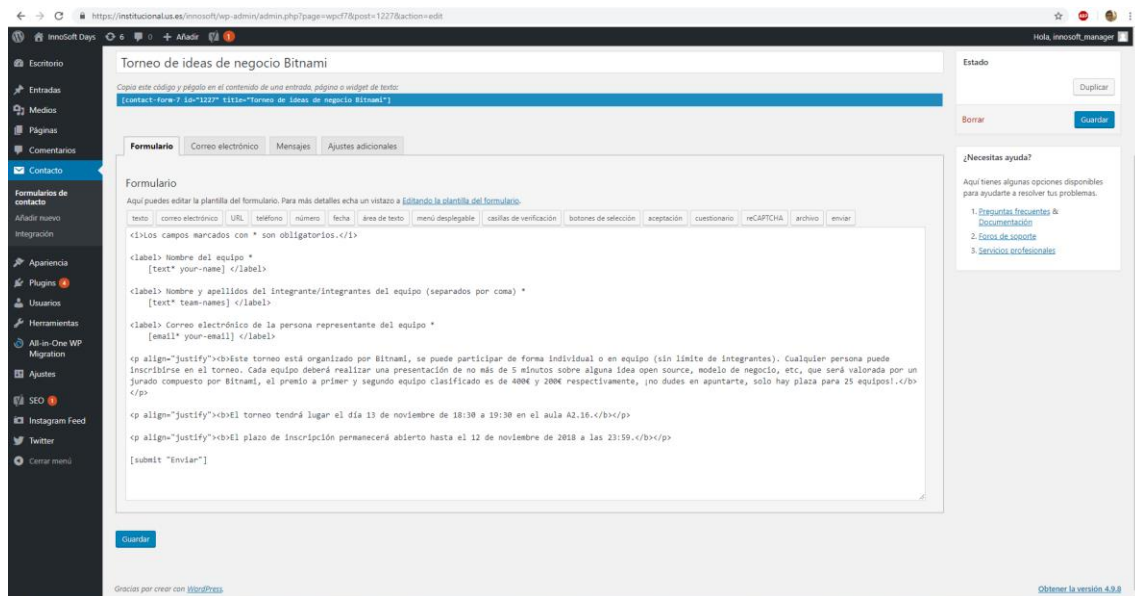 https://institucional.us.es/innosoft/wp-admin/admin.php?page=wpcf7&post=1227&action=edit
InnoSoft Days 6 0 Añadir 1 Hola, innosoft_manager
Escritorio
Entradas
Medios
Páginas
Comentarios
Contacto
Formularios de
contacto
Añadir nuevo
Integración
Apariencia
Plugins 4
Usuarios
Herramientas
All-in-One WP
Migration
Ajustes
SEO 1
Instagram Feed
Twitter
Cerrar menú
Torneo de ideas de negocio Bitnami
Copia este código y pégalo en el contenido de una entrada, página o widget de texto:
[contact-form-7 id="1227" title="Torneo de ideas de negocio Bitnami"]
Formulario Correo electrónico Mensajes Ajustes adicionales
Formulario
Aquí puedes editar la plantilla del formulario. Para más detalles echa un vistazo a Editando la plantilla del formulario.
texto correo electrónico URL teléfono número fecha área de texto menú desplegable casillas de verificación botones de selección aceptación cuestionario reCAPTCHA archivo enviar
<i>Los campos marcados con * son obligatorios.</i>
<label> Nombre del equipo *
[text* your-name] </label>
<label> Nombre y apellidos del integrante/integrantes del equipo (separados por coma) *
[text* team-names] </label>
<label> Correo electrónico de la persona representante del equipo *
[email* your-email] </label>
<p align="justify"><b>Este torneo está organizado por Bitnami, se puede participar de forma individual o en equipo (sin límite de integrantes). Cualquier persona puede
inscribirse en el torneo. Cada equipo deberá realizar una presentación de no más de 5 minutos sobre alguna idea open source, modelo de negocio, etc, que será valorada por un
jurado compuesto por Bitnami, el premio a primer y segundo equipo clasificado es de 400€ y 200€ respectivamente, ¡no dudes en apuntarte, solo hay plaza para 25 equipos!.</b>
</p>
<p align="justify"><b>El torneo tendrá lugar el día 13 de noviembre de 18:30 a 19:30 en el aula A2.16.</b></p>
<p align="justify"><b>El plazo de inscripción permanecerá abierto hasta el 12 de noviembre de 2018 a las 23:59.</b></p>
[submit "Enviar"]
Guardar
Gracias por crear con WordPress.
Estado
Duplicar
Borrar Guardar
¿Necesitas ayuda?
Aquí tienes algunas opciones disponibles
para ayudarte a resolver tus problemas.
1. Preguntas frecuentes &
Documentación
2. Foros de soporte
3. Servicios profesionales
Obtener la versión 4.9.8